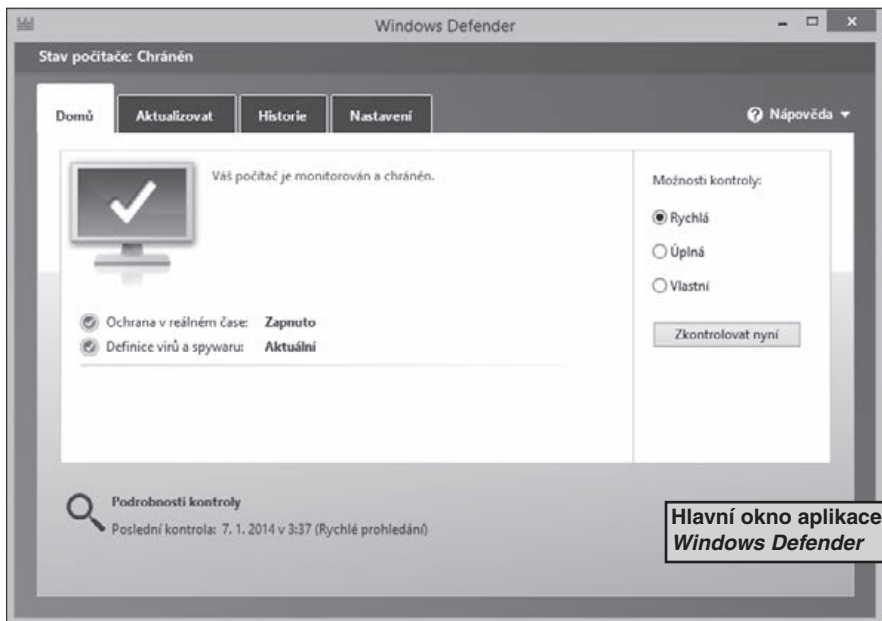 Windows Defender
Stav počítače: Chráněn
Domů
Aktualizovat
Historie
Nastavení
Nápověda
Váš počítač je monitorován a chráněn.
Možnosti kontroly:
Rychlá
Úplná
Vlastní
Zkontrolovat nyní
Ochrana v reálném čase: Zapnuto
Definice virů a spywaru: Aktuální
Podrobnosti kontroly
Poslední kontrola: 7. 1. 2014 v 3:37 (Rychlé prohledání)
Hlavní okno aplikace
Windows Defender